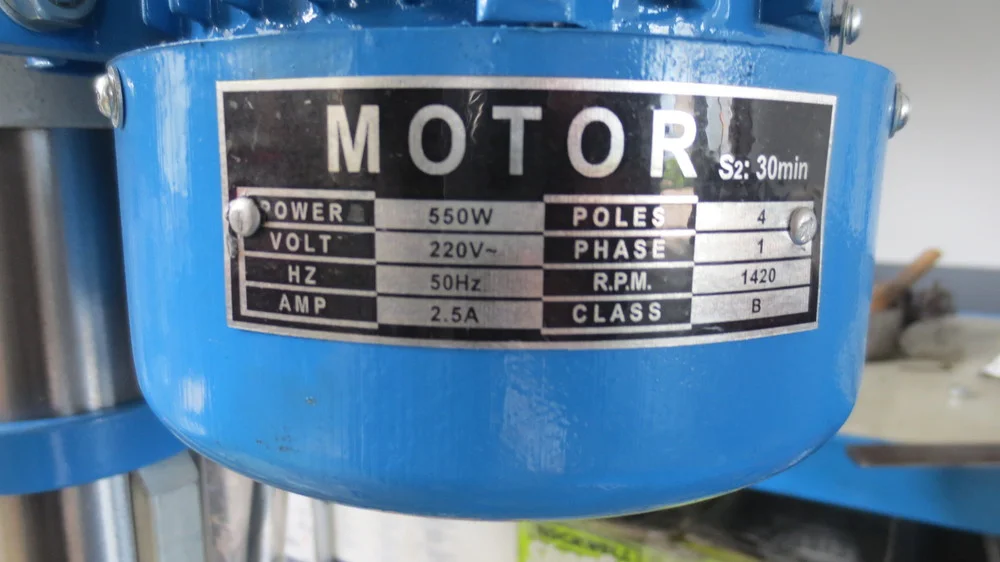 MOTOR S2: 30min
POWER 550W POLES 4
VOLT 220V~ PHASE 1
HZ 50Hz R.P.M. 1420
AMP 2.5A CLASS B